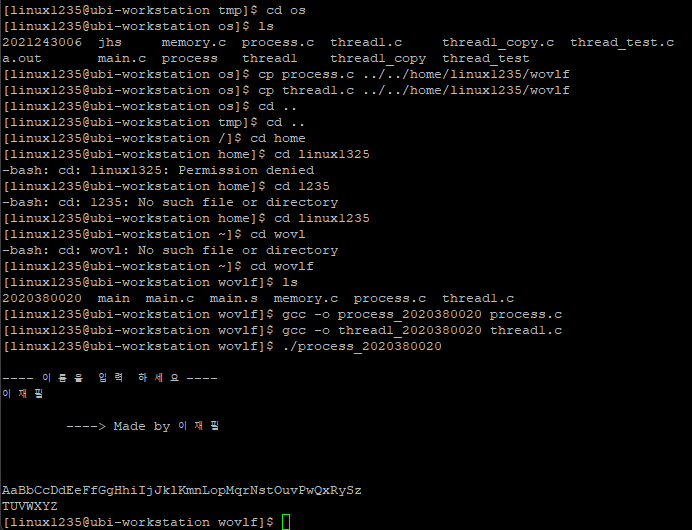 [linux1235@ubi-workstation tmp]$ cd os
[linux1235@ubi-workstation os]$ ls
2021243006  jhs     memory.c  process.c  thread1.c     thread1_copy.c  thread_test.c
a.out       main.c  process   thread1    thread1_copy  thread_test
[linux1235@ubi-workstation os]$ cp process.c ../../home/linux1235/wovlf
[linux1235@ubi-workstation os]$ cp thread1.c ../../home/linux1235/wovlf
[linux1235@ubi-workstation os]$ cd ..
[linux1235@ubi-workstation tmp]$ cd ..
[linux1235@ubi-workstation /]$ cd home
[linux1235@ubi-workstation home]$ cd linux1325
-bash: cd: linux1325: Permission denied
[linux1235@ubi-workstation home]$ cd 1235
-bash: cd: 1235: No such file or directory
[linux1235@ubi-workstation home]$ cd linux1235
[linux1235@ubi-workstation ~]$ cd wovl
-bash: cd: wovl: No such file or directory
[linux1235@ubi-workstation ~]$ cd wovlf
[linux1235@ubi-workstation wovlf]$ ls
2020380020  main  main.c  main.s  memory.c  process.c  thread1.c
[linux1235@ubi-workstation wovlf]$ gcc -o process_2020380020 process.c
[linux1235@ubi-workstation wovlf]$ gcc -o thread1_2020380020 thread1.c
[linux1235@ubi-workstation wovlf]$ ./process_2020380020
---- 이름을 입력 하세요 ----
이재필
----> Made by 이재필
AaBbCcDdEeFfGgHhiIjJklKmnLopMqrNstOuvPwQxRySz
TUVWXYZ
[linux1235@ubi-workstation wovlf]$